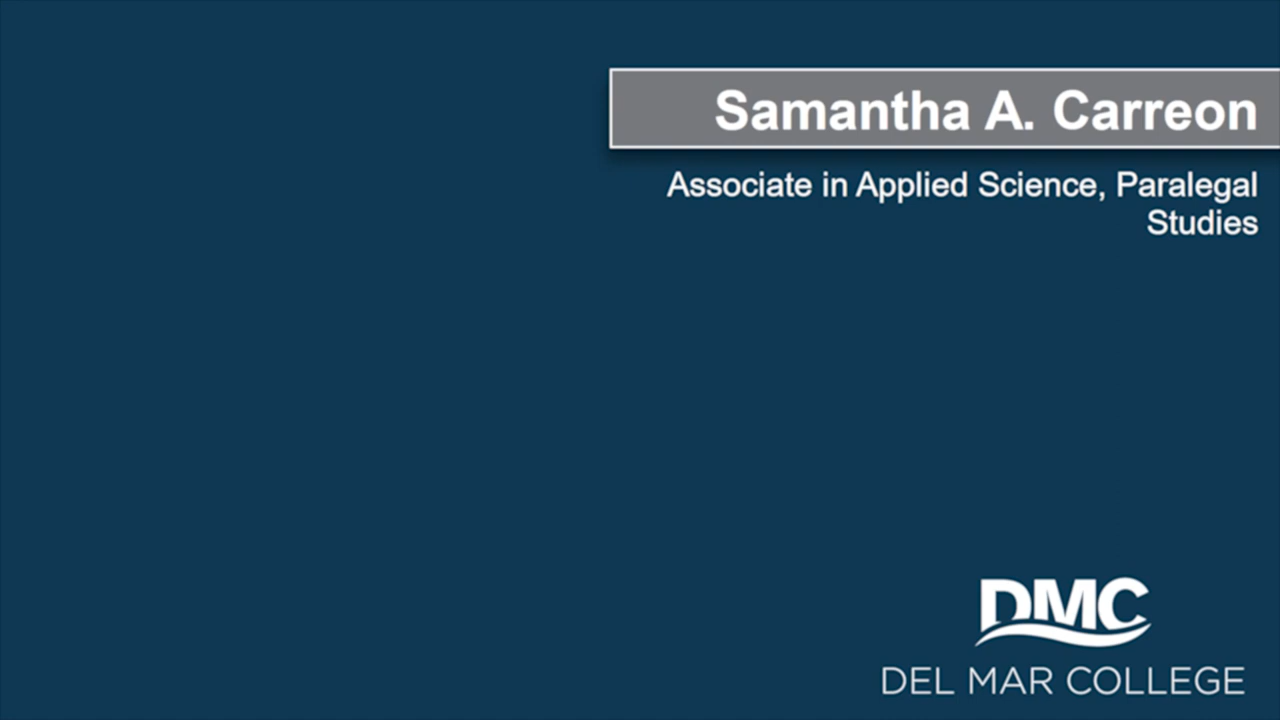 Samantha A. Carreon
Associate in Applied Science, Paralegal
Studies
DMC
DEL MAR COLLEGE